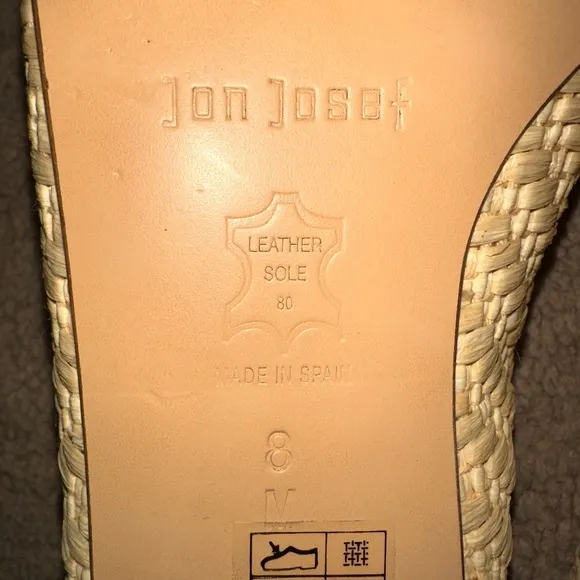 Jon Josef
LEATHER
SOLE
80
MADE IN SPAIN
8
M